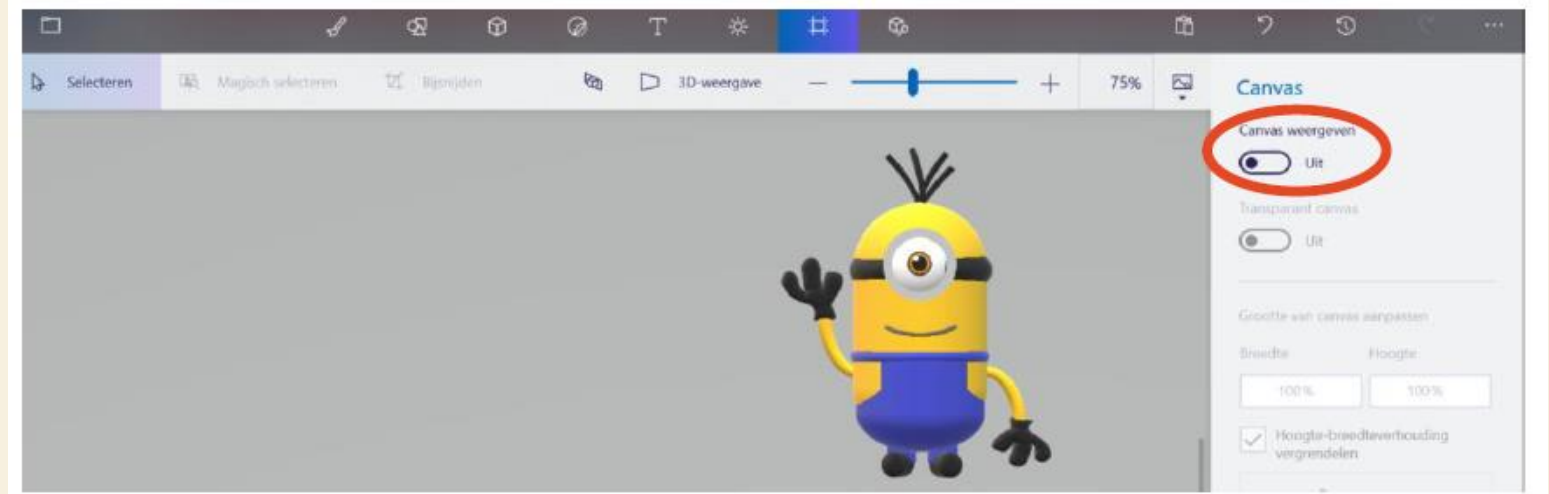 Selecteren
Magisch selecteren
Bijsnijden
3D-weergave
75%
Canvas
Canvas weergeven
Uit
Transparant canvas
Uit
Grootte van canvas aanpassen
Breedte Hoogte
100% 100%
Hoogte-breedteverhouding
vergrendelen